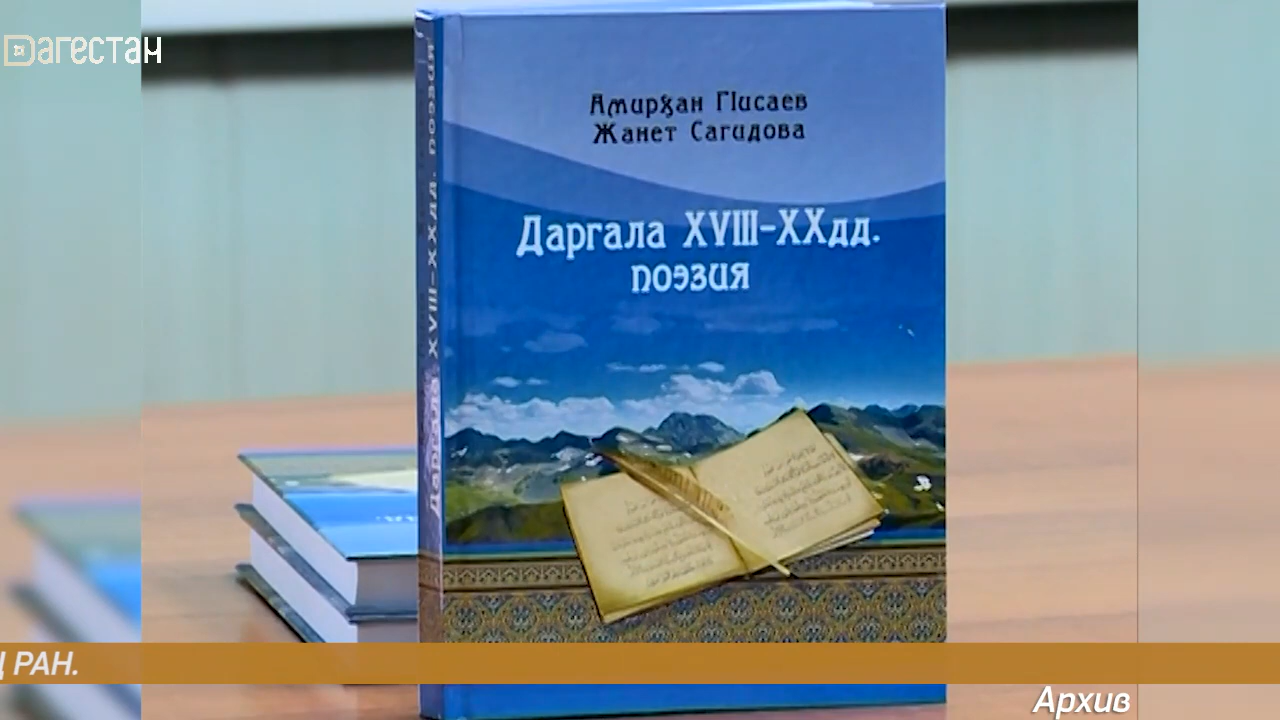 Дагестан
Амирхан ГӀисаев
Жанет Сагидова
Даргала XVIII-XXдд.
поэзия
Даргала XVIII-XXдд. поэзия
Ц РАН.
Архив